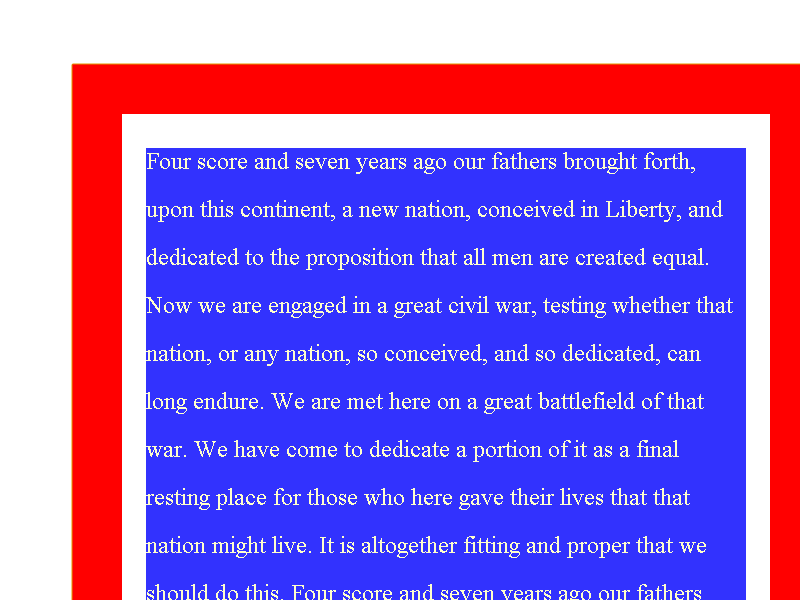 Four score and seven years ago our fathers brought forth,
upon this continent, a new nation, conceived in Liberty, and
dedicated to the proposition that all men are created equal.
Now we are engaged in a great civil war, testing whether that
nation, or any nation, so conceived, and so dedicated, can
long endure. We are met here on a great battlefield of that
war. We have come to dedicate a portion of it as a final
resting place for those who here gave their lives that that
nation might live. It is altogether fitting and proper that we
should do this. Four score and seven years ago our fathers